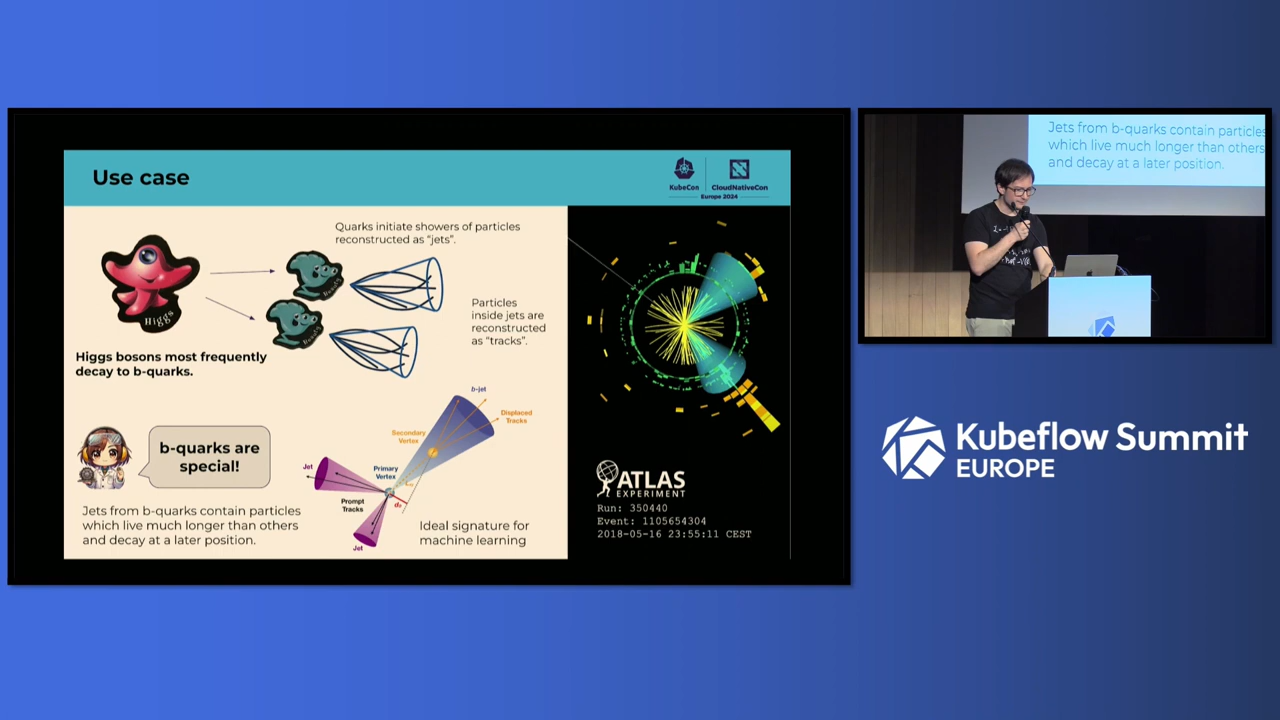 Use case
KubeCon
CloudNativeCon
Europe 2024
Quarks initiate showers of particles
reconstructed as “jets”.
Higgs
Particles
inside jets are
reconstructed
as “tracks”.
Higgs bosons most frequently
decay to b-quarks.
b-quarks are
special!
Jets from b-quarks contain particles
which live much longer than others
and decay at a later position.
b-jet
Displaced
Tracks
Secondary
Vertex
Jet
Primary
Vertex
Prompt
Tracks
d0
Jet
Ideal signature for
machine learning
ATLAS
EXPERIMENT
Run: 350440
Event: 1105654304
2018-05-16 23:55:11 CEST
Jets from b-quarks contain particles
which live much longer than others
and decay at a later position.
Kubeflow Summit
EUROPE